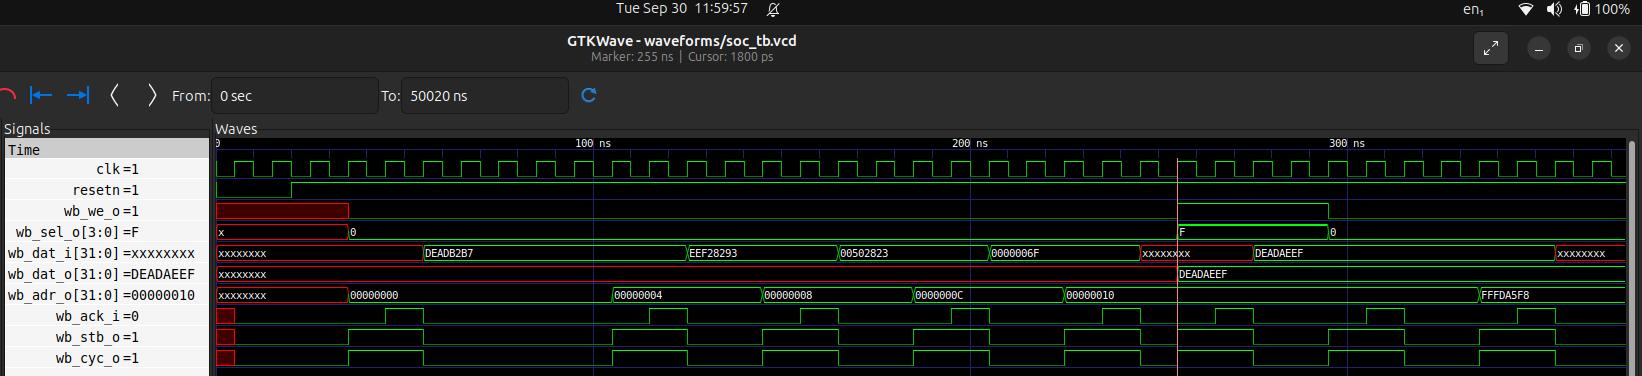 Tue Sep 30 11:59:57
en₁
100%
GTKWave - waveforms/soc_tb.vcd
Marker: 255 ns | Cursor: 1800 ps
From: 0 sec To: 50020 ns
Signals Waves
Time 0 100 ns 200 ns 300 ns
clk=1
resetn=1
wb_we_o=1
wb_sel_o[3:0]=F x 0 F 0
wb_dat_i[31:0]=xxxxxxxx xxxxxxxx DEADB2B7 EEF28293 00502823 0000006F xxxxxxxx DEADAEEF xxxxxxxx
wb_dat_o[31:0]=DEADAEEF xxxxxxxx DEADAEEF
wb_adr_o[31:0]=00000010 xxxxxxxx 00000000 00000004 00000008 0000000C 00000010 FFFDA5F8
wb_ack_i=0
wb_stb_o=1
wb_cyc_o=1